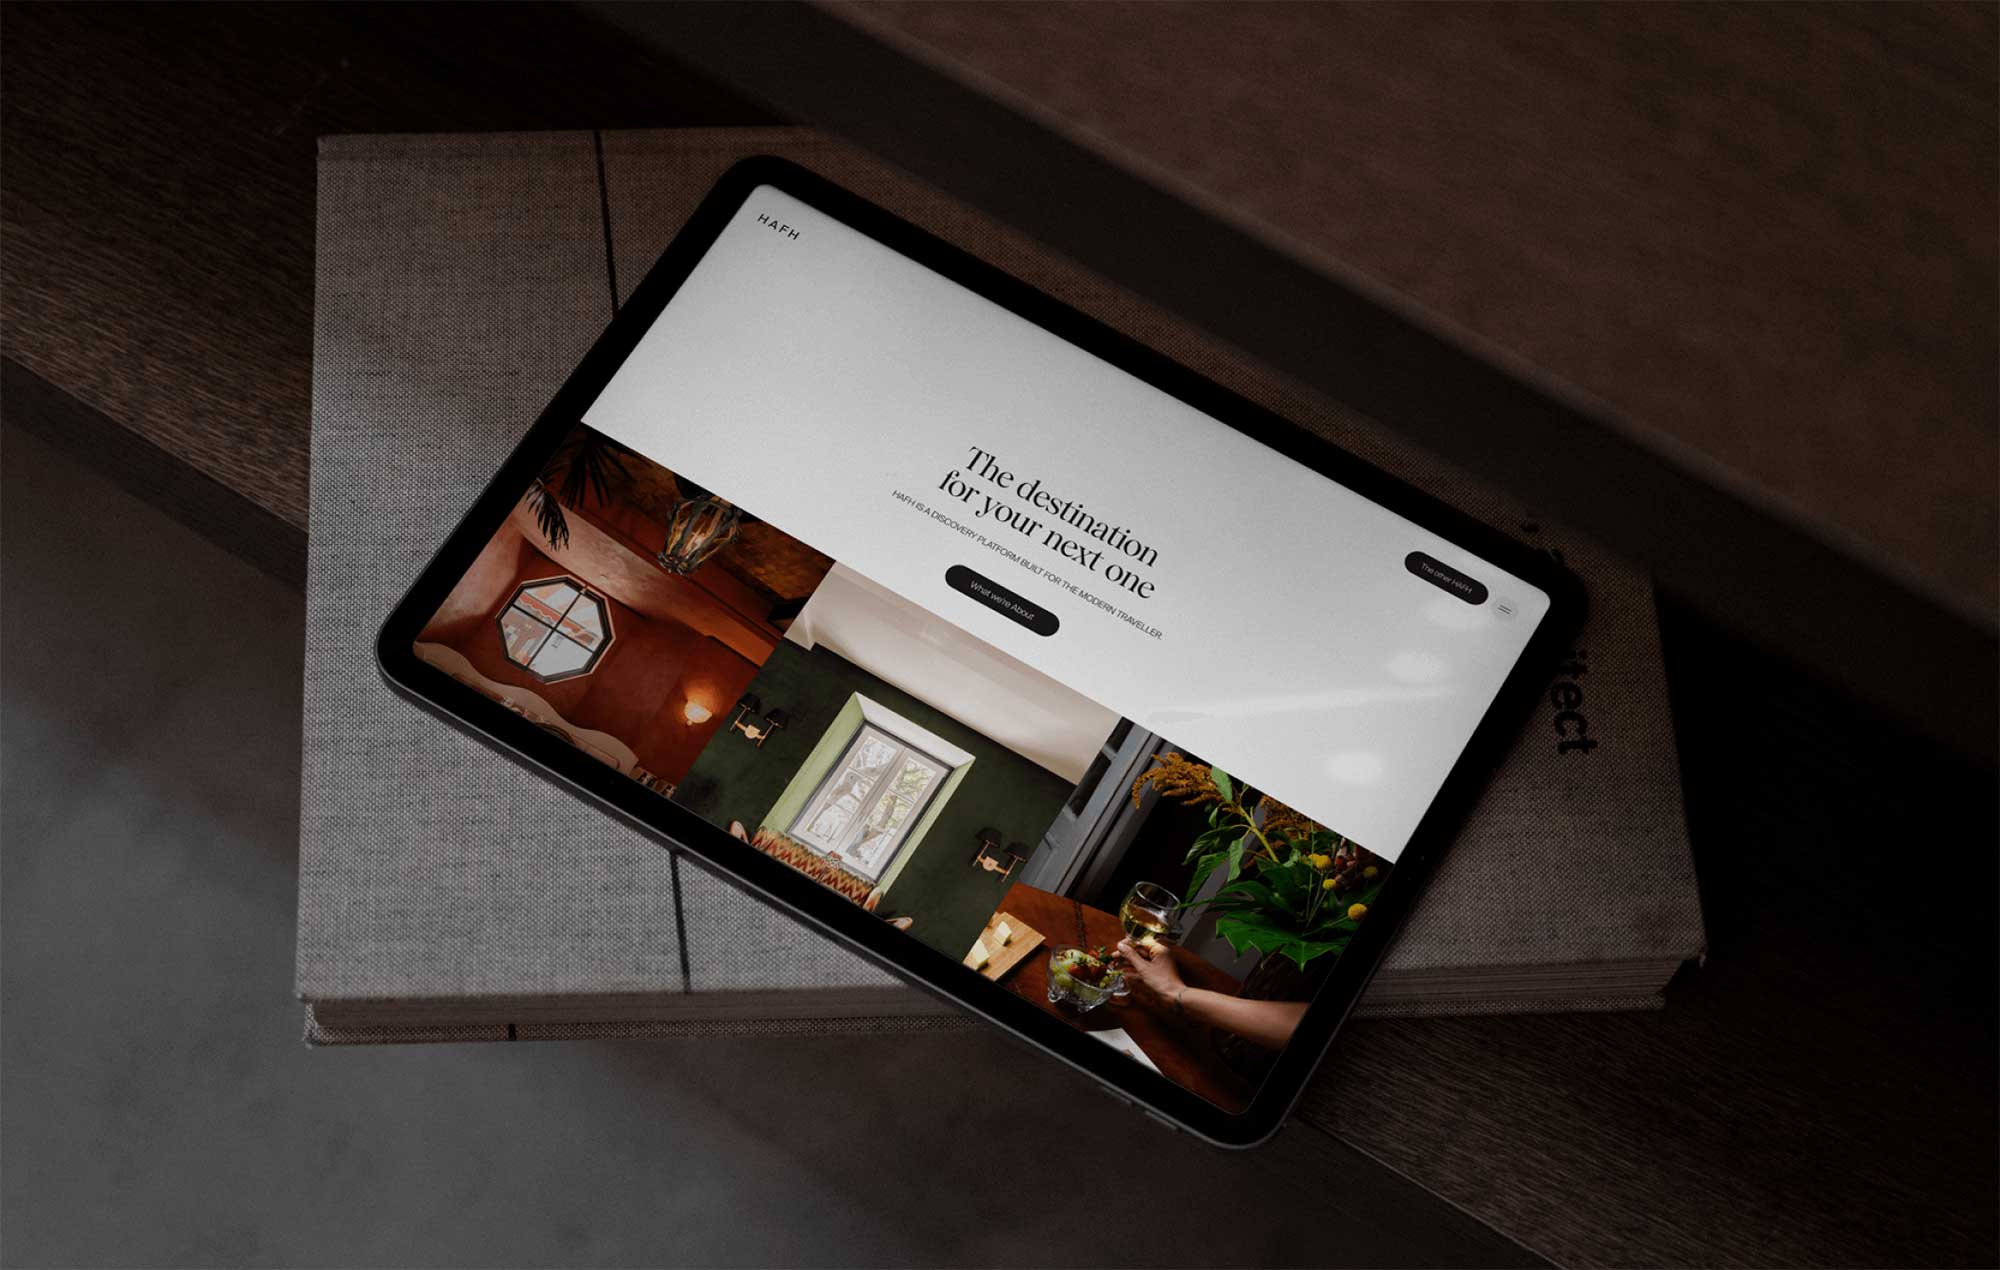 HAFH
The other HAFH
The destination
for your next one
HAFH IS A DISCOVERY PLATFORM BUILT FOR THE MODERN TRAVELLER.
What we're About